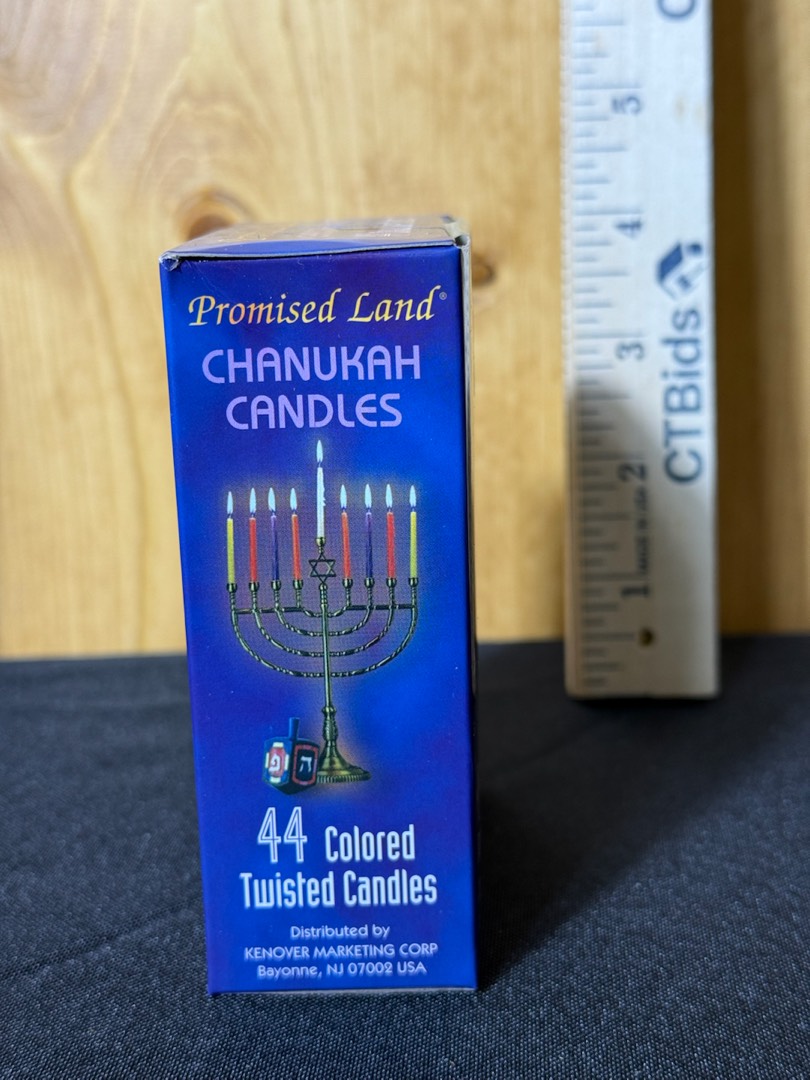 Promised Land®
CHANUKAH
CANDLES
פ ה
44 Colored
Twisted Candles
Distributed by
KENOVER MARKETING CORP
Bayonne, NJ 07002 USA
5
4
3
2
1
CTBids